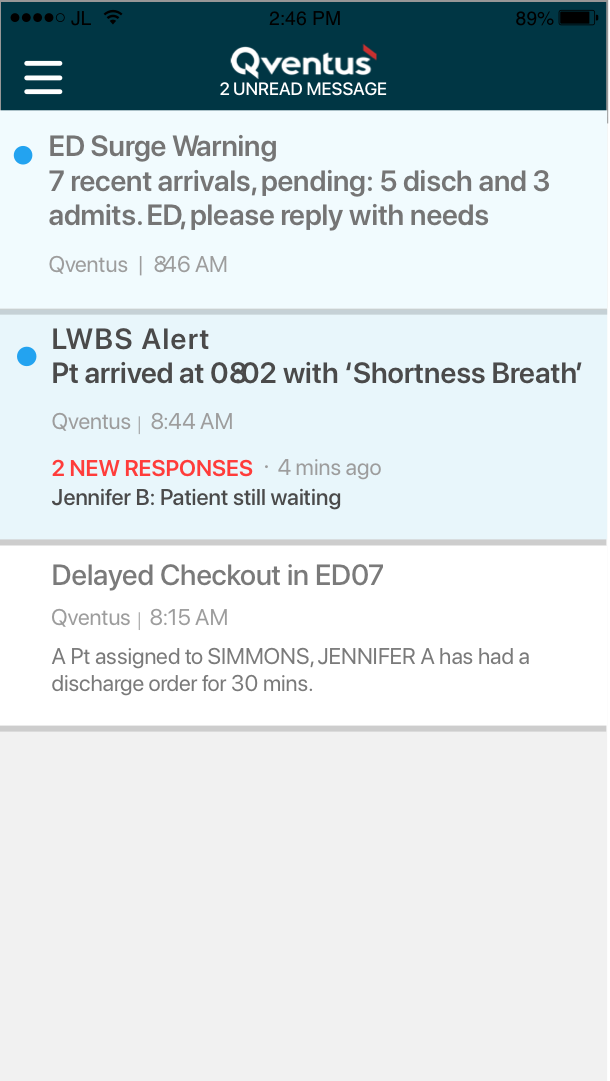 JL 2:46 PM 89%
Qventus
2 UNREAD MESSAGE
ED Surge Warning
7 recent arrivals, pending: 5 disch and 3
admits. ED, please reply with needs
Qventus | 8:46 AM
LWBS Alert
Pt arrived at 0802 with ‘Shortness Breath’
Qventus | 8:44 AM
2 NEW RESPONSES · 4 mins ago
Jennifer B: Patient still waiting
Delayed Checkout in ED07
Qventus | 8:15 AM
A Pt assigned to SIMMONS, JENNIFER A has had a
discharge order for 30 mins.